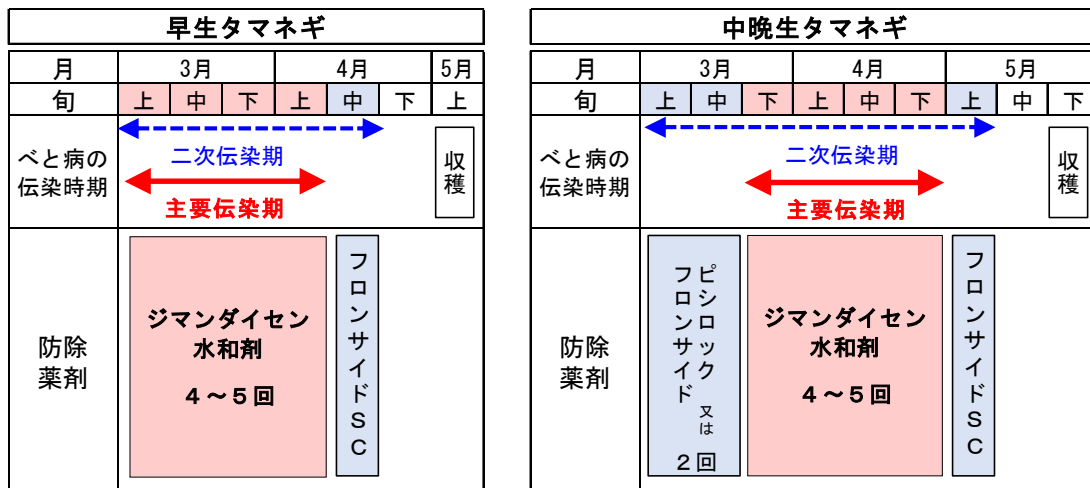 早生タマネギ
月 3月 4月 5月
旬 上 中 下 上 中 下 上
べと病の
伝染時期
二次伝染期
主要伝染期
収穫
防除
薬剤
ジマンダイセン
水和剤
4～5回
フロンサイドSC
中晩生タマネギ
月 3月 4月 5月
旬 上 中 下 上 中 下 上 中 下
べと病の
伝染時期
二次伝染期
主要伝染期
収穫
防除
薬剤
ピシロック 又は
フロンサイド
2回
ジマンダイセン
水和剤
4～5回
フロンサイドSC